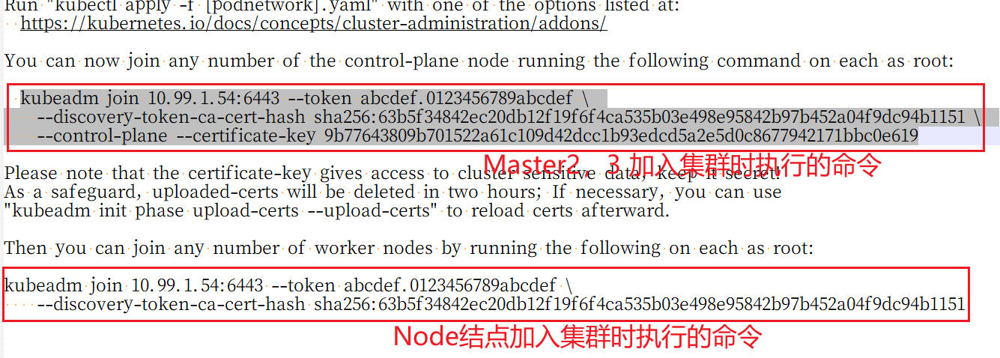 Run "kubectl apply -f [podnetwork].yaml" with one of the options listed at:
https://kubernetes.io/docs/concepts/cluster-administration/addons/
You can now join any number of the control-plane node running the following command on each as root:
kubeadm join 10.99.1.54:6443 --token abcdef.0123456789abcdef \
--discovery-token-ca-cert-hash sha256:63b5f34842ec20db12f19f6f4ca535b03e498e95842b97b452a04f9dc94b1151 \
--control-plane --certificate-key 9b77643809b701522a61c109d42dcc1b93edcd5a2e5d0c8677942171bbc0e619
Master2，3 加入集群时执行的命令
Please note that the certificate-key gives access to cluster sensitive data, keep it secret!
As a safeguard, uploaded-certs will be deleted in two hours; If necessary, you can use
"kubeadm init phase upload-certs --upload-certs" to reload certs afterward.
Then you can join any number of worker nodes by running the following on each as root:
kubeadm join 10.99.1.54:6443 --token abcdef.0123456789abcdef \
--discovery-token-ca-cert-hash sha256:63b5f34842ec20db12f19f6f4ca535b03e498e95842b97b452a04f9dc94b1151
Node结点加入集群时执行的命令